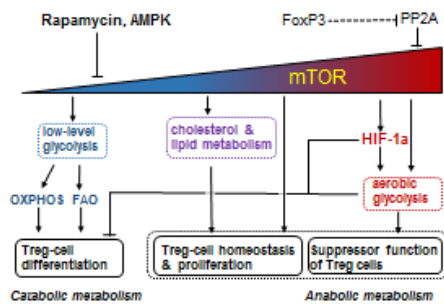 Rapamycin, AMPK
FoxP3
PP2A
mTOR
low-level
glycolysis
cholesterol &
lipid metabolism
HIF-1a
OXPHOS FAO
aerobic
glycolysis
Treg-cell
differentiation
Treg-cell homeostasis
& proliferation
Suppressor function
of Treg cells
Catabolic metabolism
Anabolic metabolism